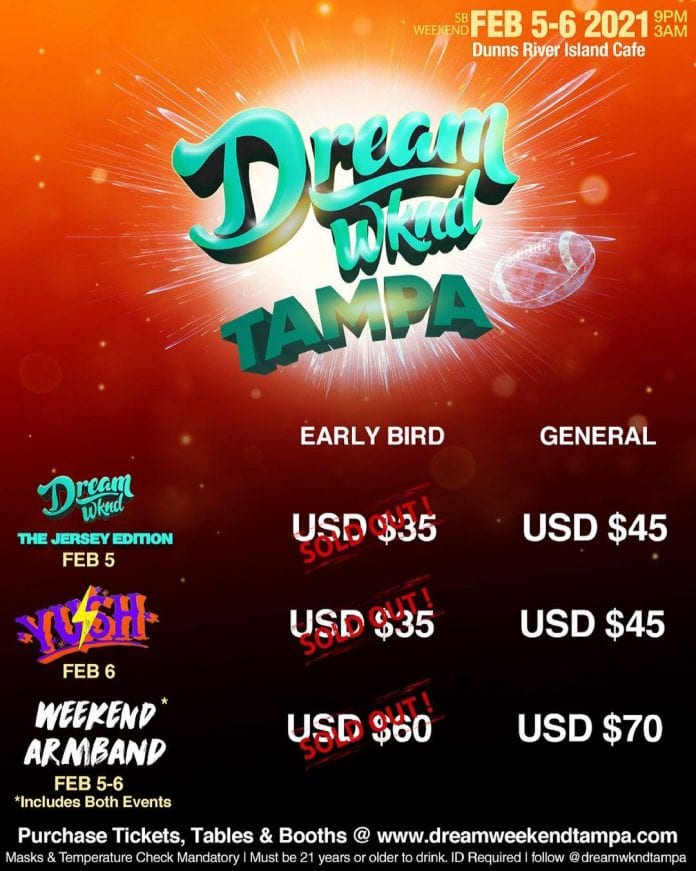 SB WEEKEND FEB 5-6 2021 9PM 3AM
Dunns River Island Cafe
Dream
Wknd
TAMPA
EARLY BIRD GENERAL
Dream
Wknd
THE JERSEY EDITION
FEB 5
USD $35 SOLD OUT! USD $45
YUSH
FEB 6
USD $35 SOLD OUT! USD $45
WEEKEND*
ARMBAND
FEB 5-6
*Includes Both Events
USD $60 SOLD OUT! USD $70
Purchase Tickets, Tables & Booths @ www.dreamweekendtampa.com
Masks & Temperature Check Mandatory I Must be 21 years or older to drink. ID Required I follow @dreamwkndtampa